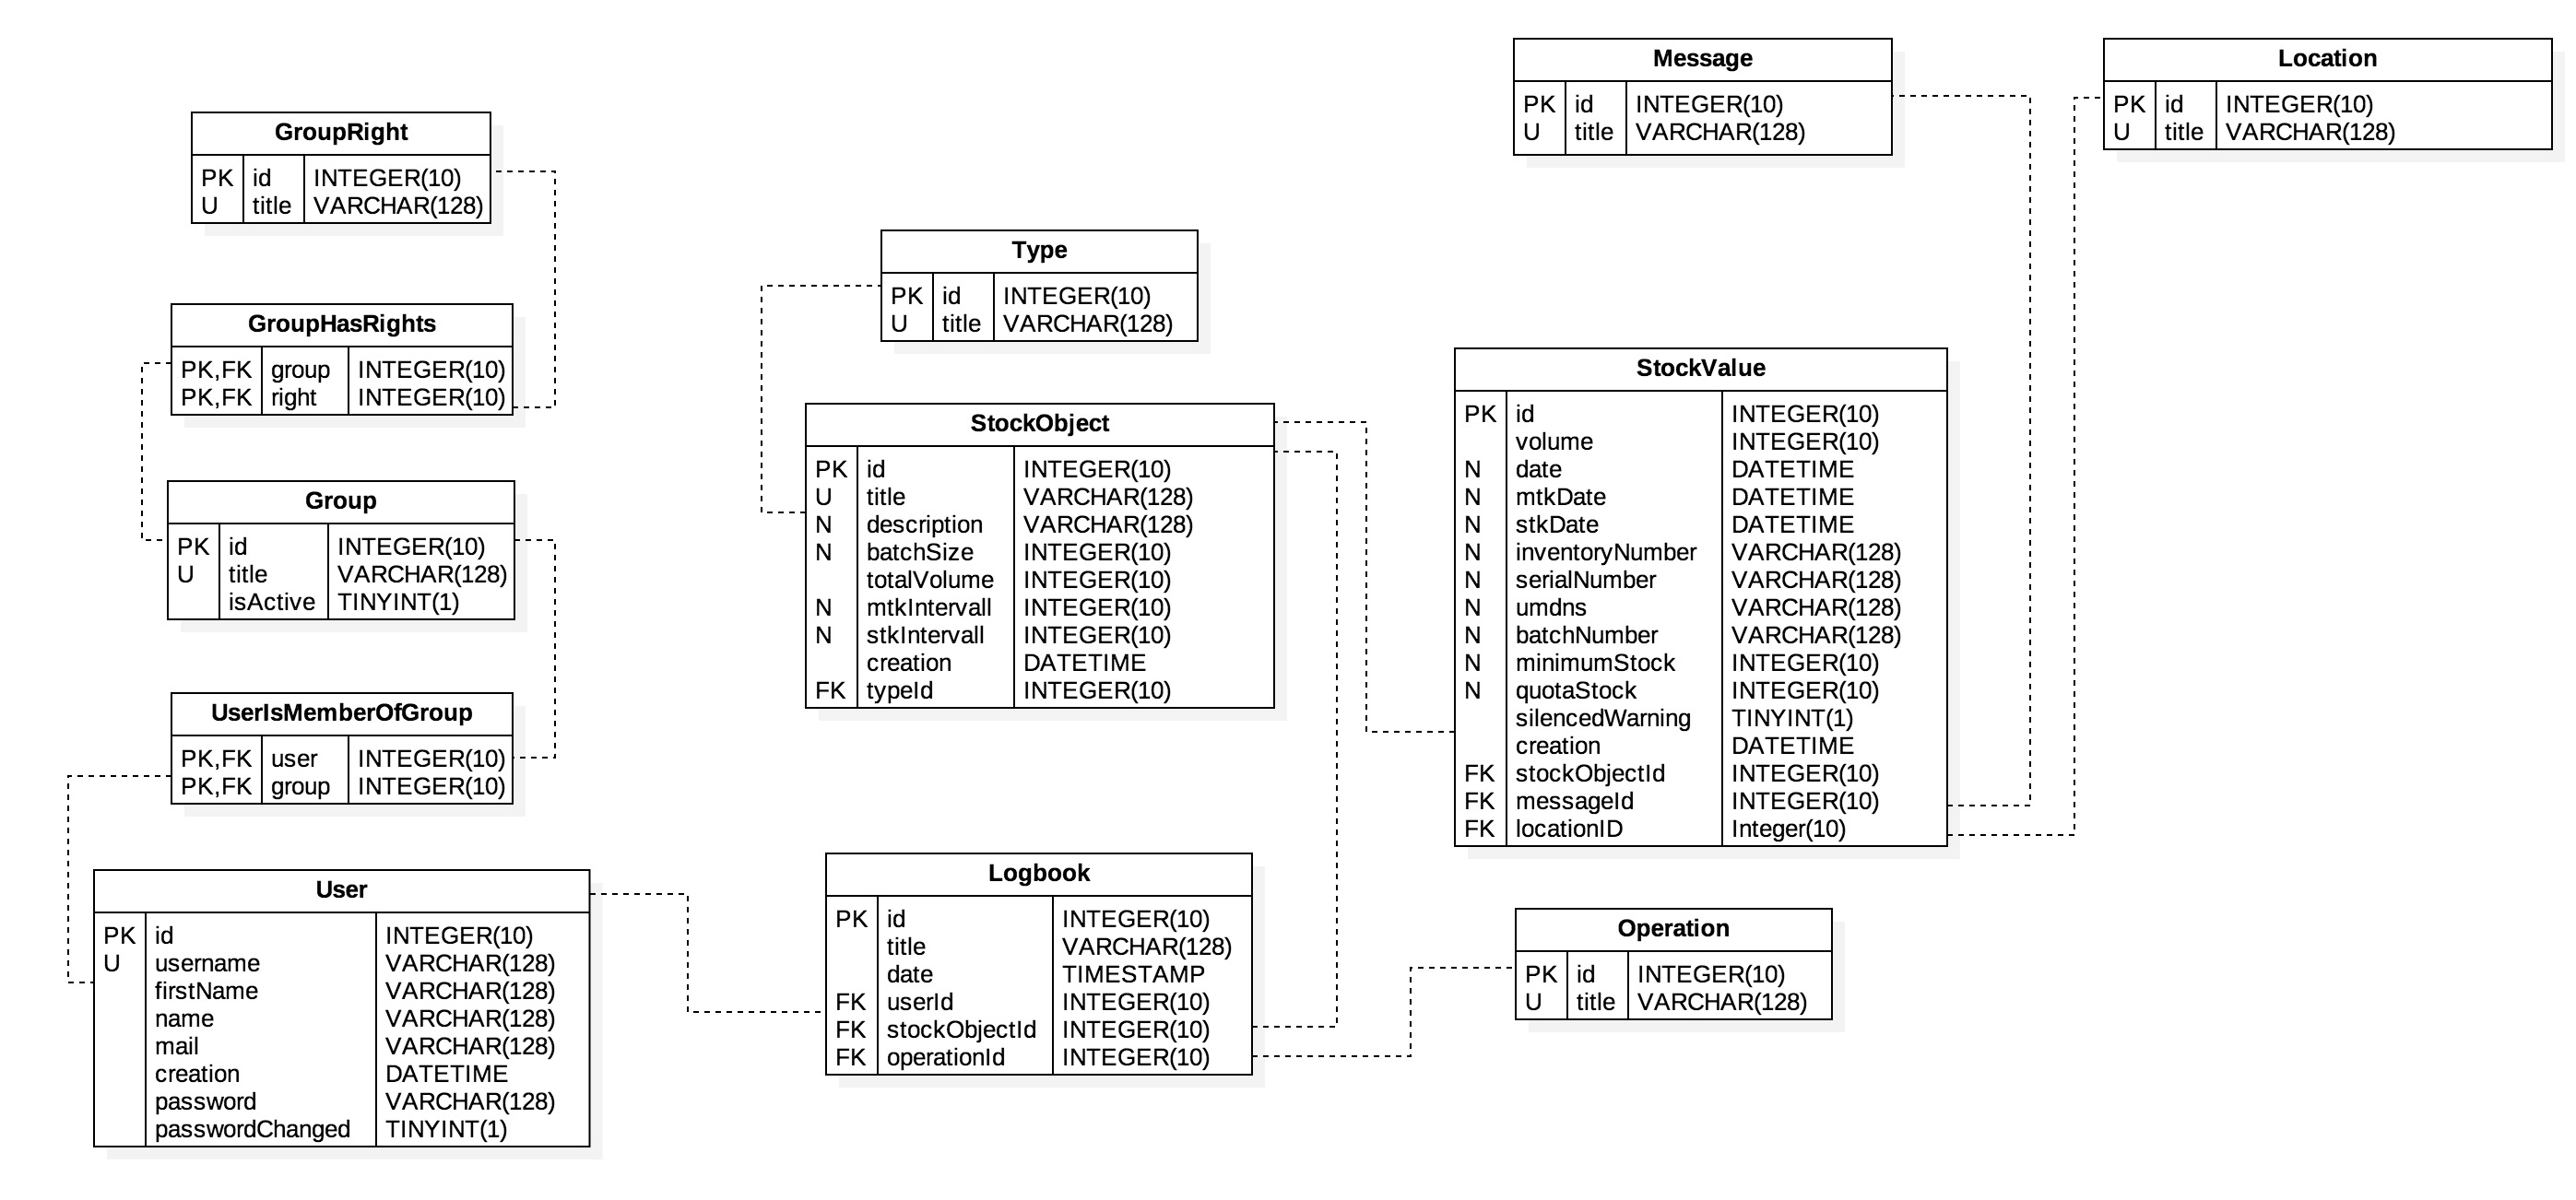 GroupRight
PK id INTEGER(10)
U title VARCHAR(128)
GroupHasRights
PK,FK group INTEGER(10)
PK,FK right INTEGER(10)
Group
PK id INTEGER(10)
U title VARCHAR(128)
isActive TINYINT(1)
UserIsMemberOfGroup
PK,FK user INTEGER(10)
PK,FK group INTEGER(10)
User
PK id INTEGER(10)
U username VARCHAR(128)
firstName VARCHAR(128)
name VARCHAR(128)
mail VARCHAR(128)
creation DATETIME
password VARCHAR(128)
passwordChanged TINYINT(1)
Type
PK id INTEGER(10)
U title VARCHAR(128)
StockObject
PK id INTEGER(10)
U title VARCHAR(128)
N description VARCHAR(128)
N batchSize INTEGER(10)
totalVolume INTEGER(10)
N mtkIntervall INTEGER(10)
N stkIntervall INTEGER(10)
creation DATETIME
FK typeId INTEGER(10)
Logbook
PK id INTEGER(10)
title VARCHAR(128)
date TIMESTAMP
FK userId INTEGER(10)
FK stockObjectId INTEGER(10)
FK operationId INTEGER(10)
Message
PK id INTEGER(10)
U title VARCHAR(128)
Location
PK id INTEGER(10)
U title VARCHAR(128)
StockValue
PK id INTEGER(10)
volume INTEGER(10)
N date DATETIME
N mtkDate DATETIME
N stkDate DATETIME
N inventoryNumber VARCHAR(128)
N serialNumber VARCHAR(128)
N umdns VARCHAR(128)
N batchNumber VARCHAR(128)
N minimumStock INTEGER(10)
N quotaStock INTEGER(10)
silencedWarning TINYINT(1)
creation DATETIME
FK stockObjectId INTEGER(10)
FK messageId INTEGER(10)
FK locationID Integer(10)
Operation
PK id INTEGER(10)
U title VARCHAR(128)